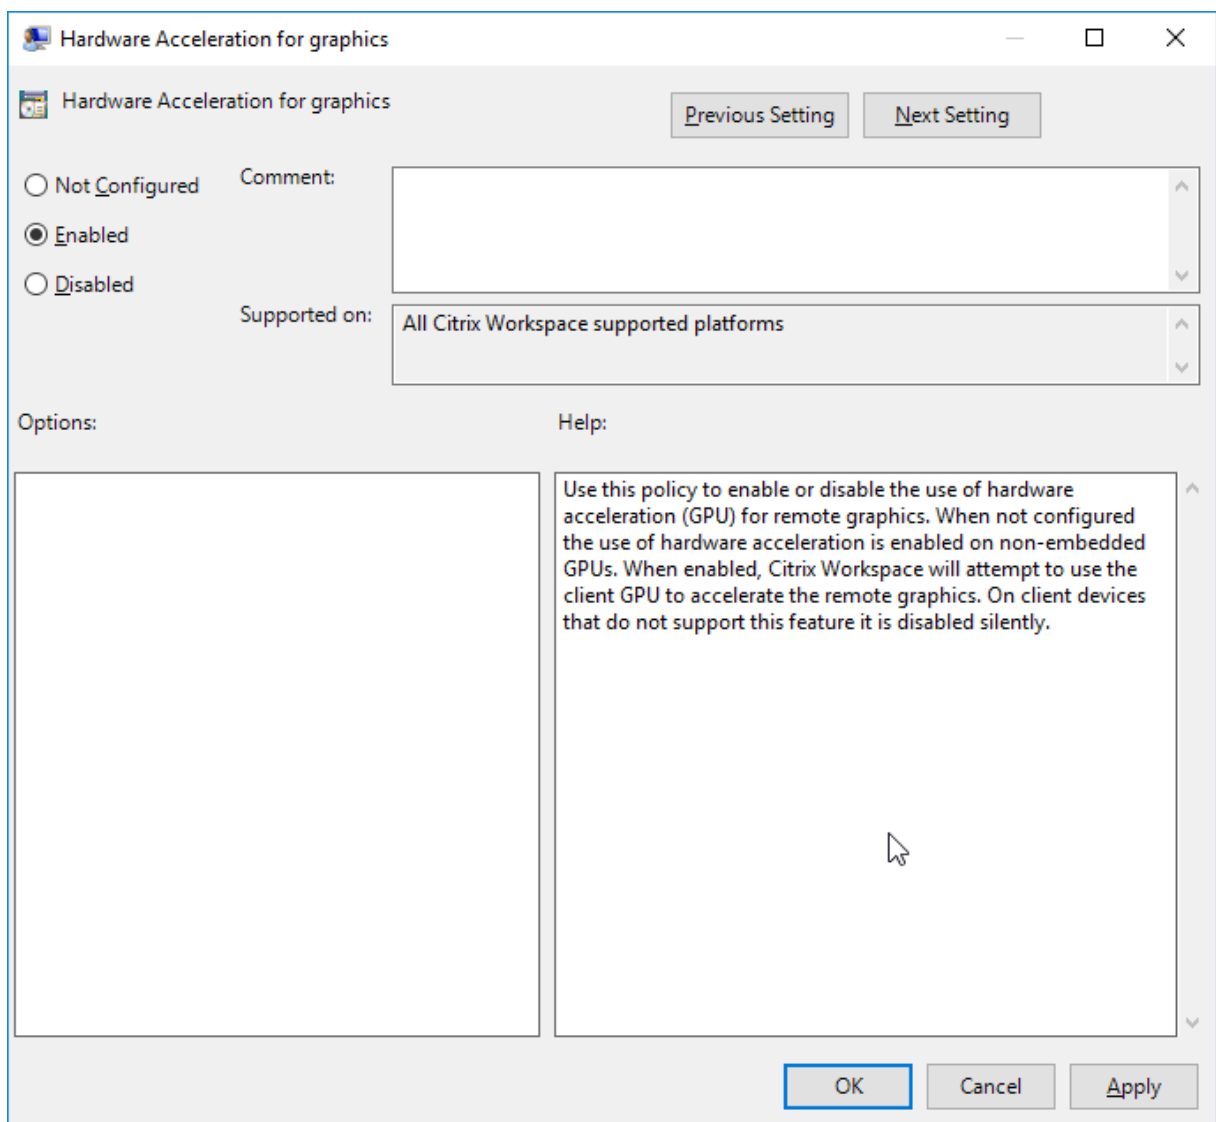 Hardware Acceleration for graphics
Hardware Acceleration for graphics
Previous Setting
Next Setting
Not Configured
Enabled
Disabled
Comment:
Supported on:
All Citrix Workspace supported platforms
Options:
Help:
Use this policy to enable or disable the use of hardware
acceleration (GPU) for remote graphics. When not configured
the use of hardware acceleration is enabled on non-embedded
GPUs. When enabled, Citrix Workspace will attempt to use the
client GPU to accelerate the remote graphics. On client devices
that do not support this feature it is disabled silently.
OK
Cancel
Apply